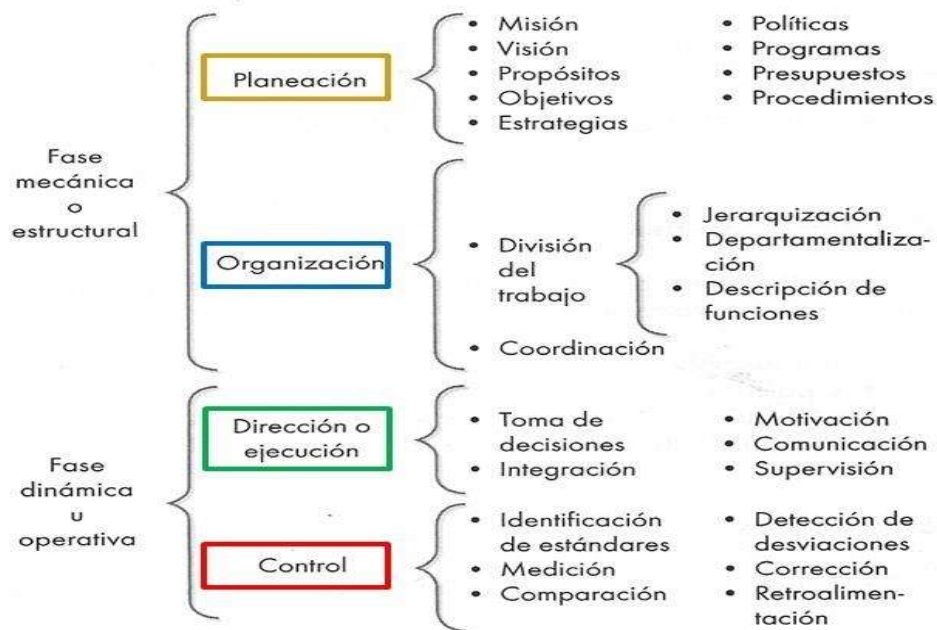 Fase
mecánica
o
estructural
Planeación
• Misión
• Visión
• Propósitos
• Objetivos
• Estrategias
• Políticas
• Programas
• Presupuestos
• Procedimientos
Organización
• División
del
trabajo
• Jerarquización
• Departamentaliza-
ción
• Descripción de
funciones
• Coordinación
Fase
dinámica
u
operativa
Dirección o
ejecución
• Toma de
decisiones
• Integración
• Motivación
• Comunicación
• Supervisión
Control
• Identificación
de estándares
• Medición
• Comparación
• Detección de
desviaciones
• Corrección
• Retroalimen-
tación